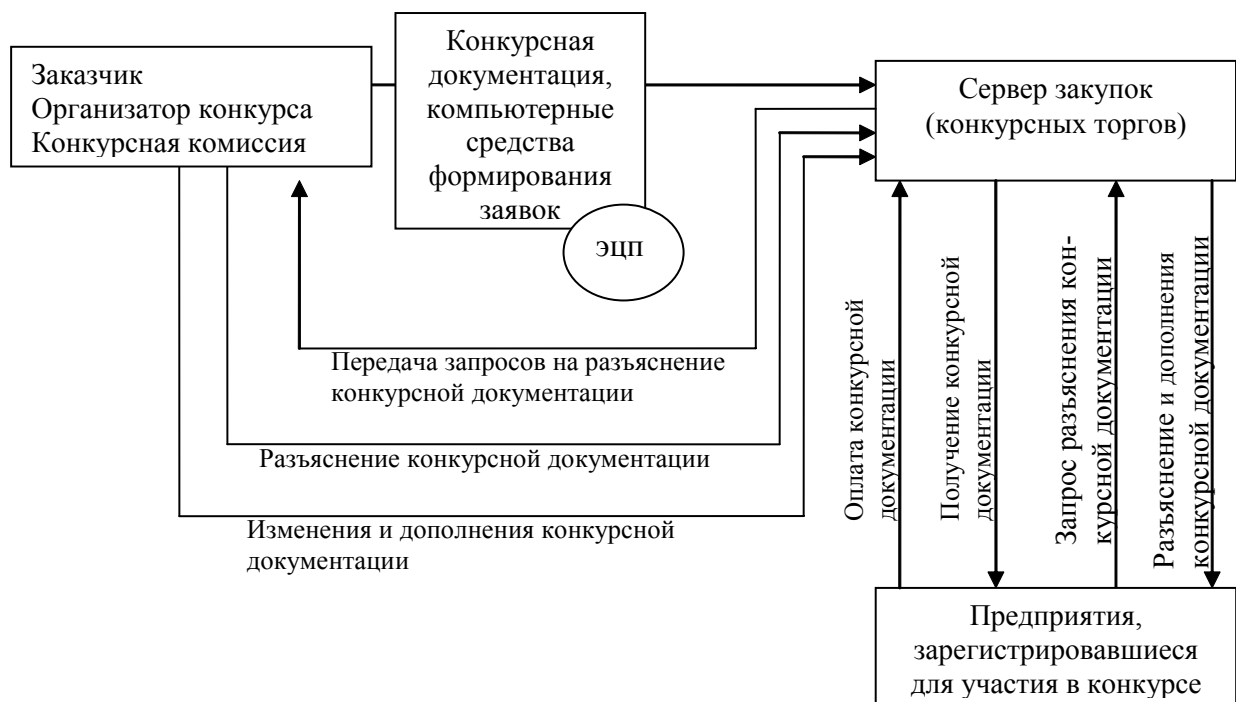 Заказчик
Организатор конкурса
Конкурсная комиссия
Конкурсная
документация,
компьютерные
средства
формирования
заявок
ЭЦП
Сервер закупок
(конкурсных торгов)
Передача запросов на разъяснение
конкурсной документации
Разъяснение конкурсной документации
Изменения и дополнения конкурсной
документации
Оплата конкурсной
документации
Получение конкурсной
документации
Запрос разъяснения кон-
курсной документации
Разъяснение и дополнения
конкурсной документации
Предприятия,
зарегистрировавшиеся
для участия в конкурсе